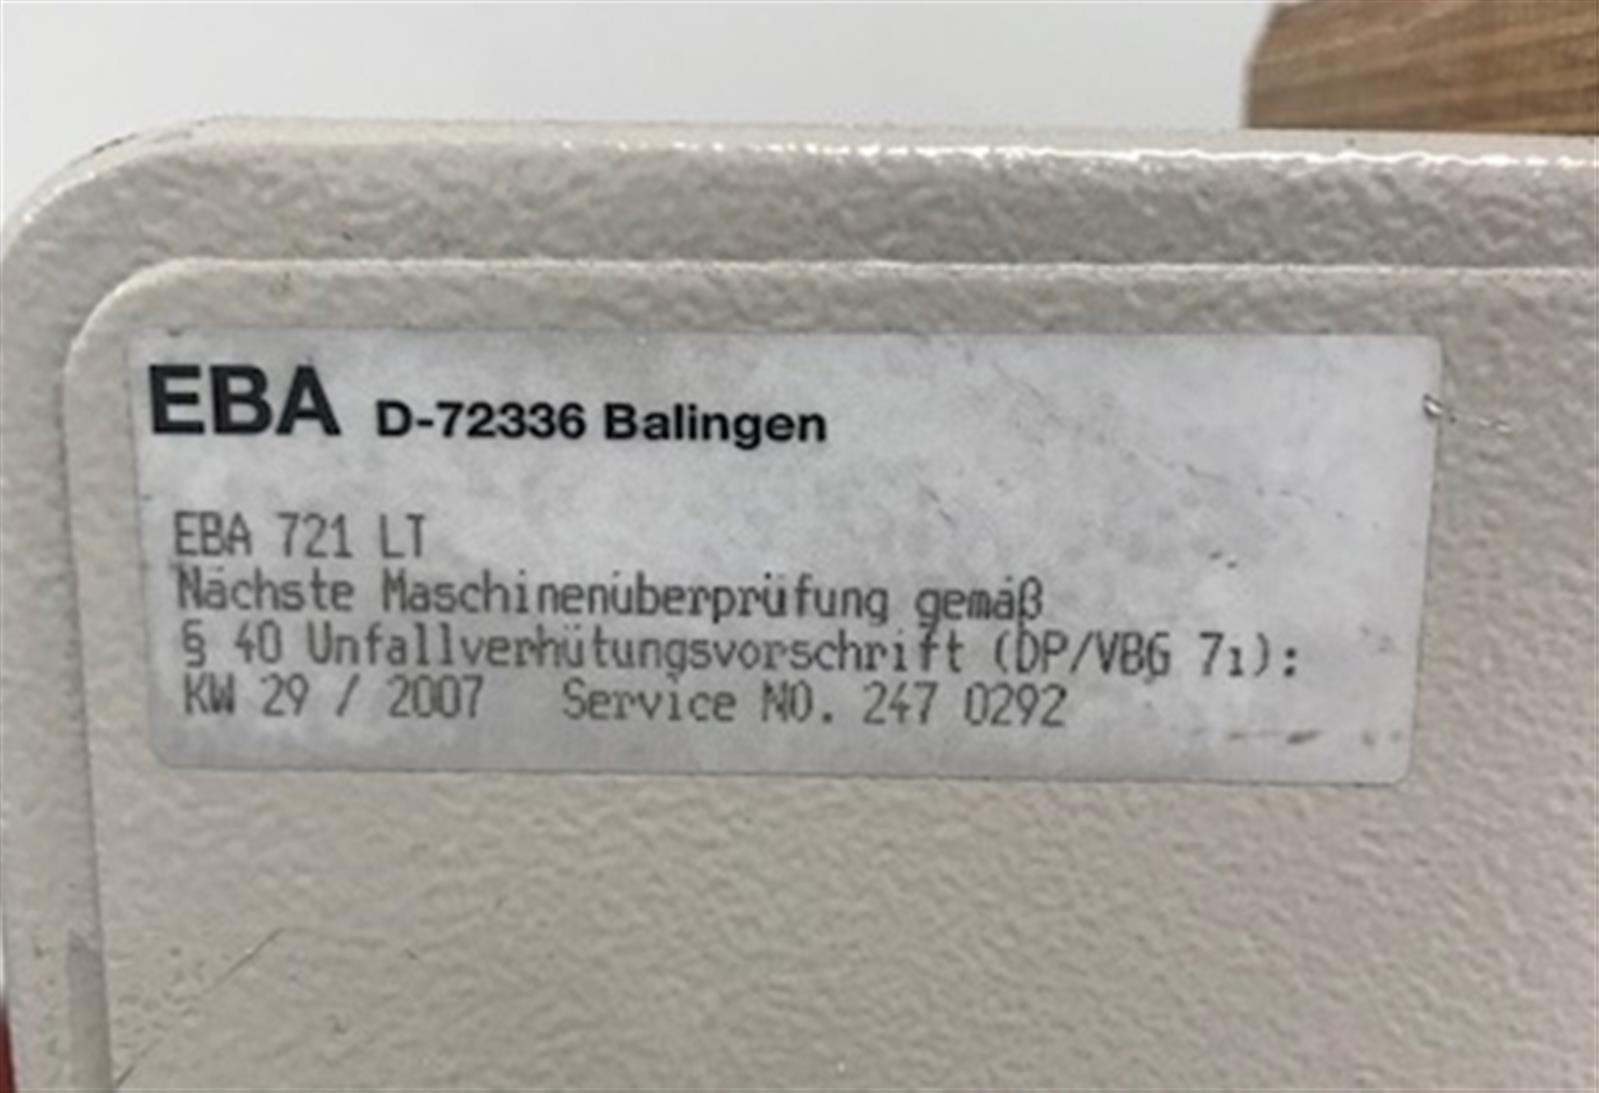 EBA D-72336 Balingen
EBA 721 LT
Nächste Maschinenüberprüfung gemäß
§ 40 Unfallverhütungsvorschrift (DP/VBG 7i):
KW 29 / 2007 Service NO. 247 0292